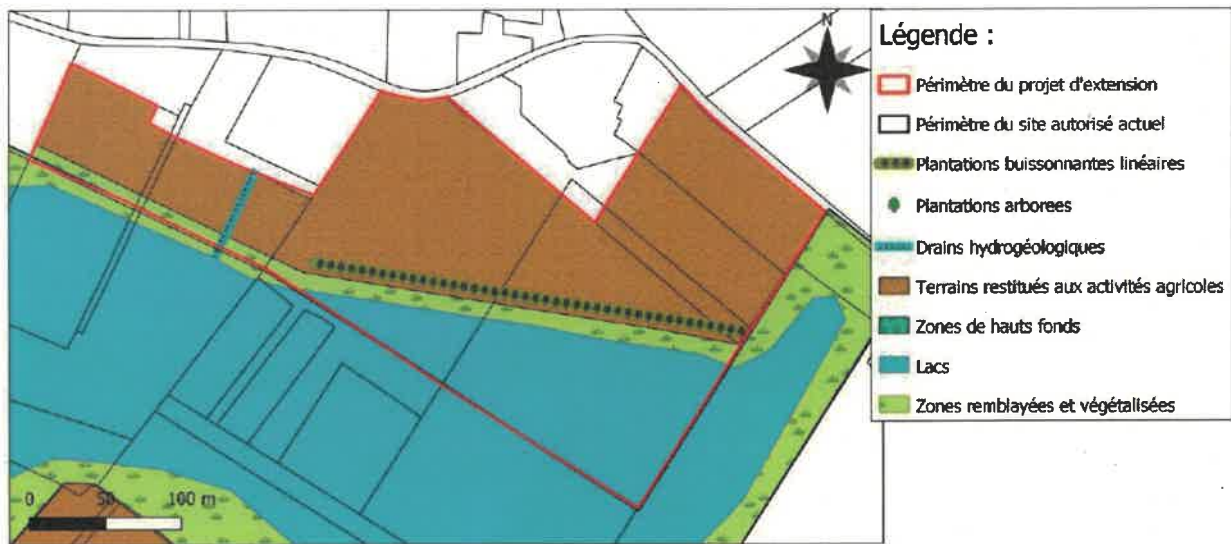 N
Légende :
Périmètre du projet d'extension
Périmètre du site autorisé actuel
Plantations buissonnantes linéaires
Plantations arborees
Drains hydrogéologiques
Terrains restitués aux activités agricoles
Zones de hauts fonds
Lacs
Zones remblayées et végétalisées
0 50 100 m